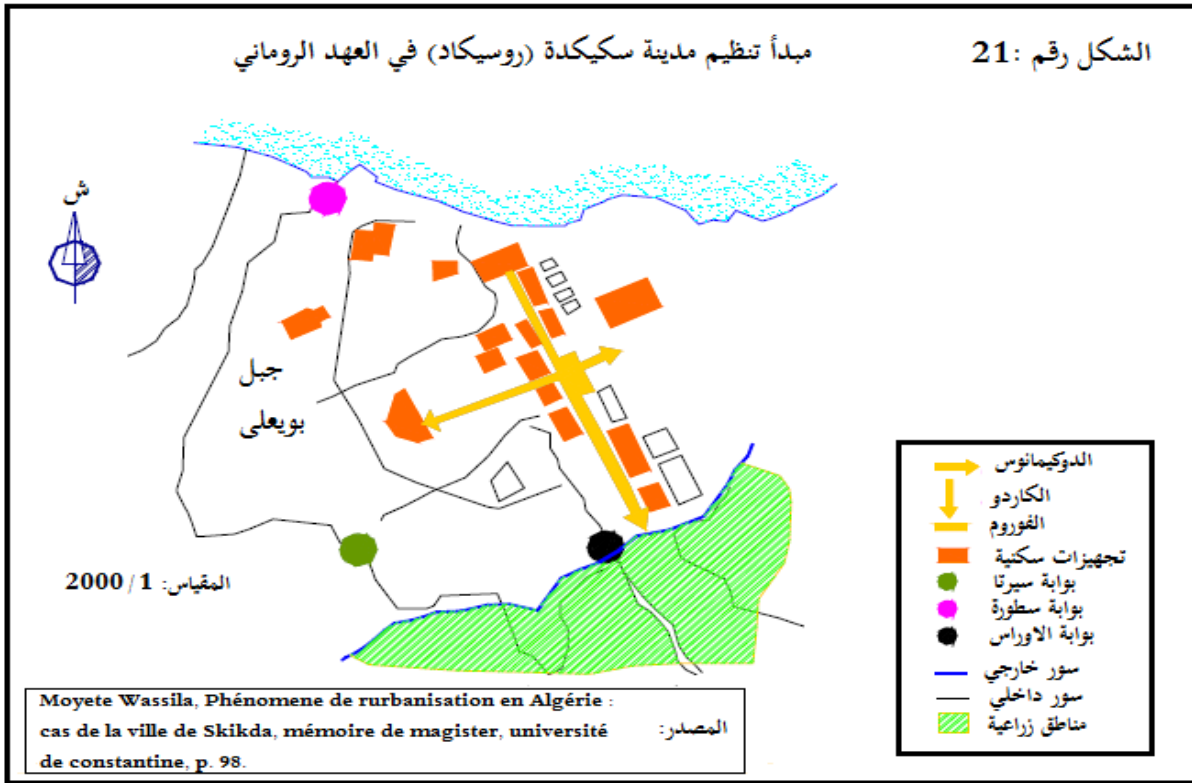 الشكل رقم :21
مبدأ تنظيم مدينة سكيكدة (روسيكاد) في العهد الروماني
ش
جبل
بويعلى
المقياس: 1/ 2000
الدوكيمانوس
الكاردو
الفوروم
تجهيزات سكنية
بوابة سيرتا
بوابة سطورة
بوابة الاوراس
سور خارجي
سور داخلي
مناطق زراعية
المصدر:
Moyete Wassila, Phénomene de rurbanisation en Algérie :
cas de la ville de Skikda, mémoire de magister, université
de constantine, p. 98.